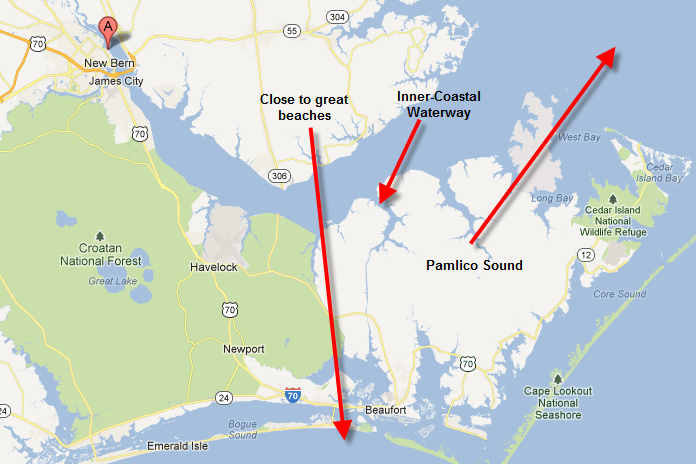 304
55
70
A
New Bern
James City
Close to great
beaches
Inner-Coastal
Waterway
70
West Bay
Cedar
Island Bay
306
Long Bay
Cedar Island
National
Wildlife Refuge
Croatan
National Forest
Great Lake
Havelock
Pamlico Sound
12
Core Sound
70
Newport
70
70
24
24
Beaufort
Cape Lookout
National
Seashore
Bogue
Sound
Emerald Isle